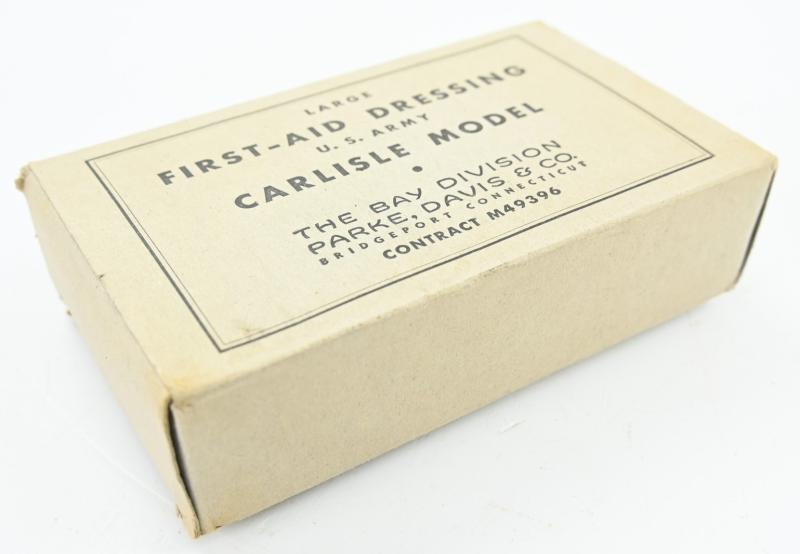 LARGE
FIRST-AID DRESSING
U. S. ARMY
CARLISLE MODEL
•
THE BAY DIVISION
PARKE, DAVIS & CO.
BRIDGEPORT CONNECTICUT
CONTRACT M49396